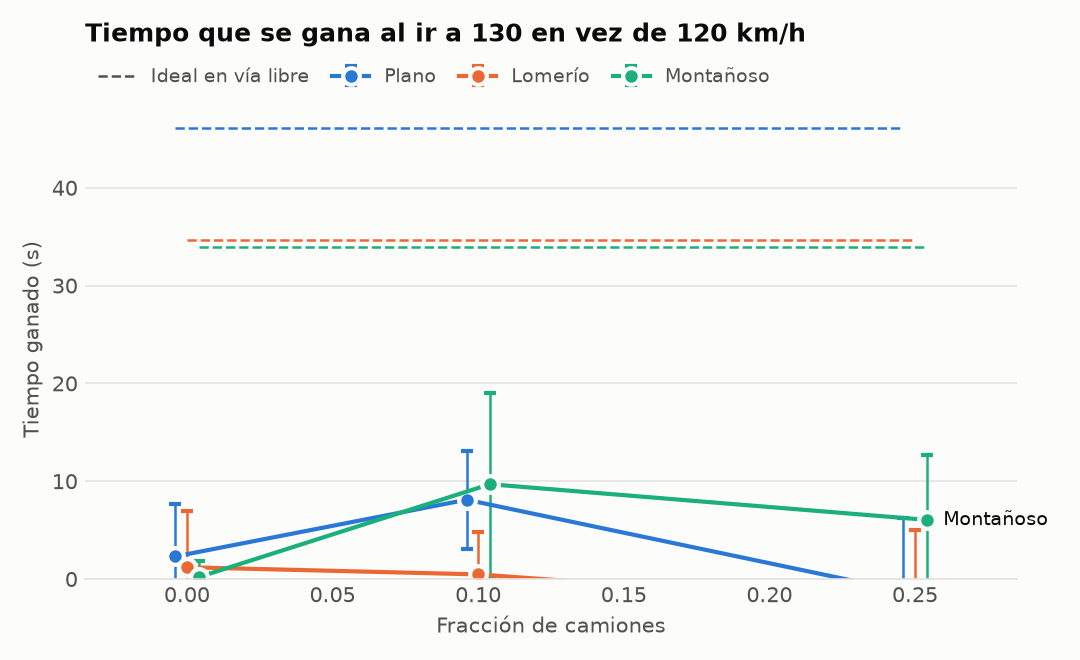 Tiempo que se gana al ir a 130 en vez de 120 km/h
Ideal en vía libre Plano Lomerío Montañoso
Tiempo ganado (s)
40
30
20
10
0
Montañoso
0.00 0.05 0.10 0.15 0.20 0.25
Fracción de camiones